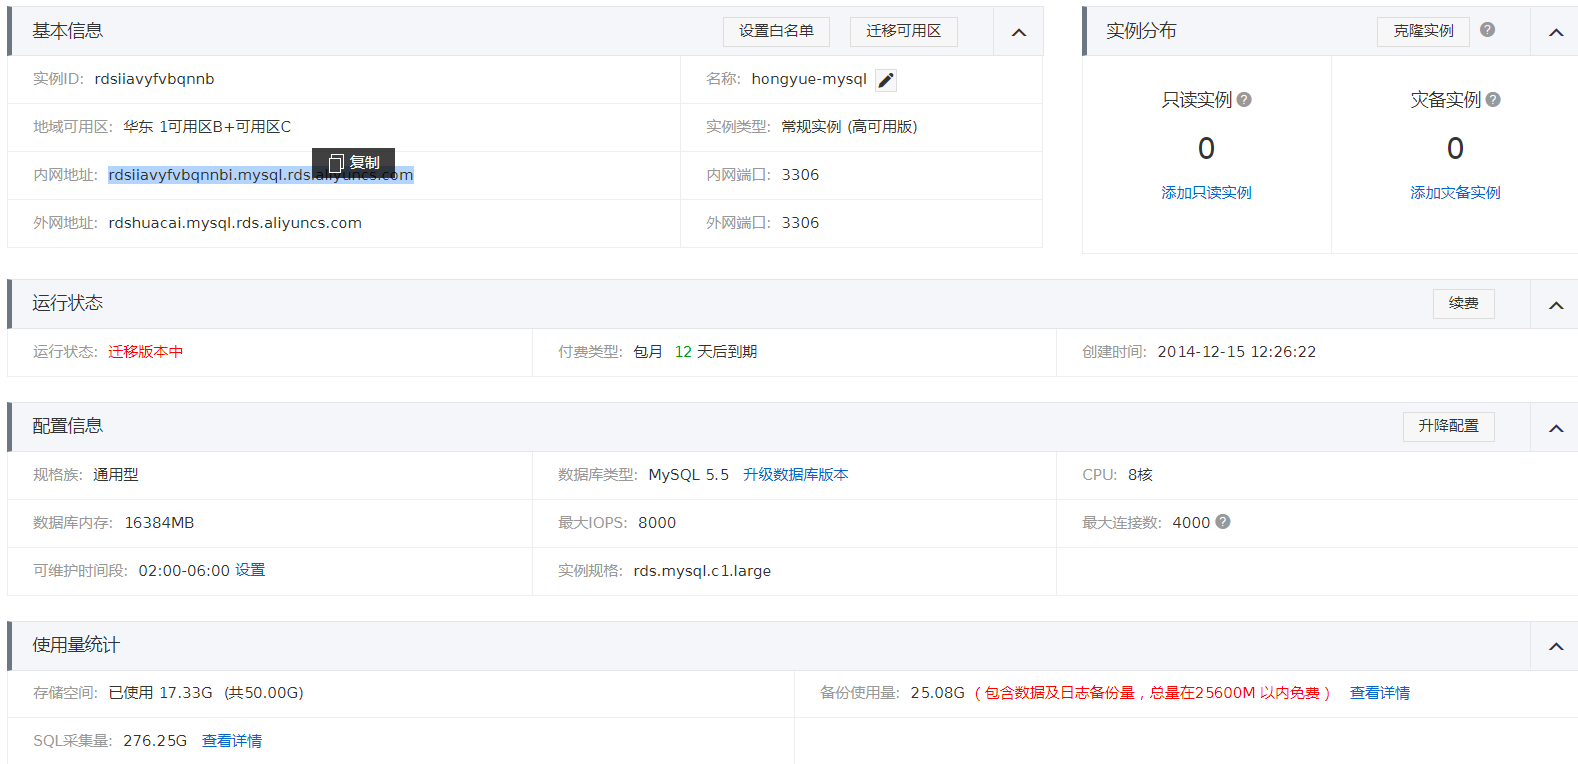 基本信息 设置白名单 迁移可用区
实例ID: rdsiiavyfvbqnnb 名称: hongyue-mysql
地域可用区: 华东 1可用区B+可用区C 实例类型: 常规实例 (高可用版)
复制
内网地址: rdsiiavyfvbqnnbi.mysql.rds.aliyuncs.com 内网端口: 3306
外网地址: rdshuacai.mysql.rds.aliyuncs.com 外网端口: 3306
实例分布 克隆实例
只读实例 灾备实例
0 0
添加只读实例 添加灾备实例
运行状态 续费
运行状态: 迁移版本中 付费类型: 包月 12 天后到期 创建时间: 2014-12-15 12:26:22
配置信息 升降配置
规格族: 通用型 数据库类型: MySQL 5.5 升级数据库版本 CPU: 8核
数据库内存: 16384MB 最大IOPS: 8000 最大连接数: 4000
可维护时间段: 02:00-06:00 设置 实例规格: rds.mysql.c1.large
使用量统计
存储空间: 已使用 17.33G (共50.00G) 备份使用量: 25.08G （包含数据及日志备份量，总量在25600M 以内免费） 查看详情
SQL采集量: 276.25G 查看详情